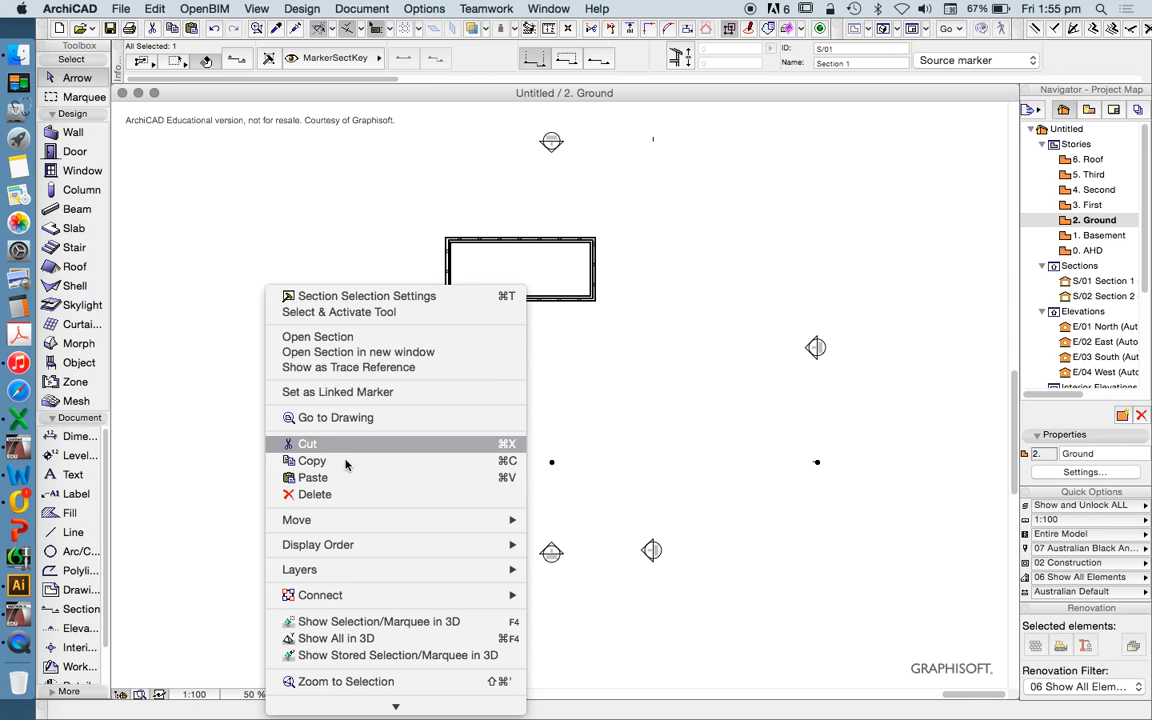 ArchiCAD File Edit OpenBIM View Design Document Options Teamwork Window Help 6 67% Fri 1:55 pm
Go
Toolbox
Select
Arrow
Marquee
Design
Wall
Door
Window
Column
Beam
Slab
Stair
Roof
Shell
Skylight
Curtai...
Morph
Object
Zone
Mesh
Document
Dime...
Level...
Text
Label
Fill
Line
Arc/C...
Polyli...
Drawi...
Section
Eleva...
Interi...
Work...
More
Info...
All Selected: 1
MarkerSectKey
0
0
ID:
S/01
Name:
Section 1
Source marker
Untitled / 2. Ground
ArchiCAD Educational version, not for resale. Courtesy of Graphisoft.
Section Selection Settings ⌘T
Select & Activate Tool
Open Section
Open Section in new window
Show as Trace Reference
Set as Linked Marker
Go to Drawing
Cut ⌘X
Copy ⌘C
Paste ⌘V
Delete
Move
Display Order
Layers
Connect
Show Selection/Marquee in 3D F4
Show All in 3D ⌘F4
Show Stored Selection/Marquee in 3D
Zoom to Selection ⇧⌘'
GRAPHISOFT.
1:100 50 %
Navigator - Project Map
Untitled
Stories
6. Roof
5. Third
4. Second
3. First
2. Ground
1. Basement
0. AHD
Sections
S/01 Section 1
S/02 Section 2
Elevations
E/01 North (Aut
E/02 East (Auto
E/03 South (Aut
E/04 West (Auto
Interior Elevations
Properties
2. Ground
Settings...
Quick Options
Show and Unlock ALL
1:100
Entire Model
07 Australian Black An...
02 Construction
06 Show All Elements
Australian Default
Renovation
Selected elements:
Renovation Filter:
06 Show All Elem...